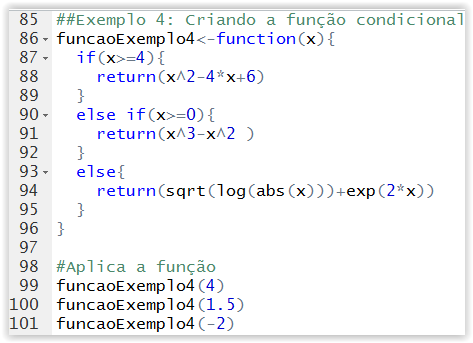 85 ##Exemplo 4: Criando a função condicional
86 funcaoExemplo4<-function(x){
87   if(x>=4){
88     return(x^2-4*x+6)
89   }
90   else if(x>=0){
91     return(x^3-x^2 )
92   }
93   else{
94     return(sqrt(log(abs(x)))+exp(2*x))
95   }
96 }
97
98 #Aplica a função
99 funcaoExemplo4(4)
100 funcaoExemplo4(1.5)
101 funcaoExemplo4(-2)